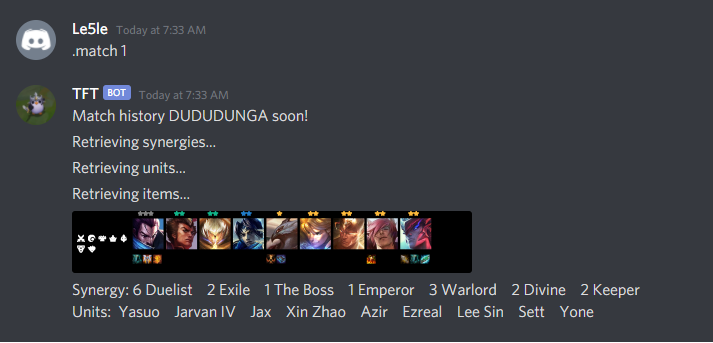 Le5le Today at 7:33 AM
.match 1
TFT BOT Today at 7:33 AM
Match history DUDUDUNGA soon!
Retrieving synergies...
Retrieving units...
Retrieving items...
Synergy: 6 Duelist 2 Exile 1 The Boss 1 Emperor 3 Warlord 2 Divine 2 Keeper
Units: Yasuo Jarvan IV Jax Xin Zhao Azir Ezreal Lee Sin Sett Yone